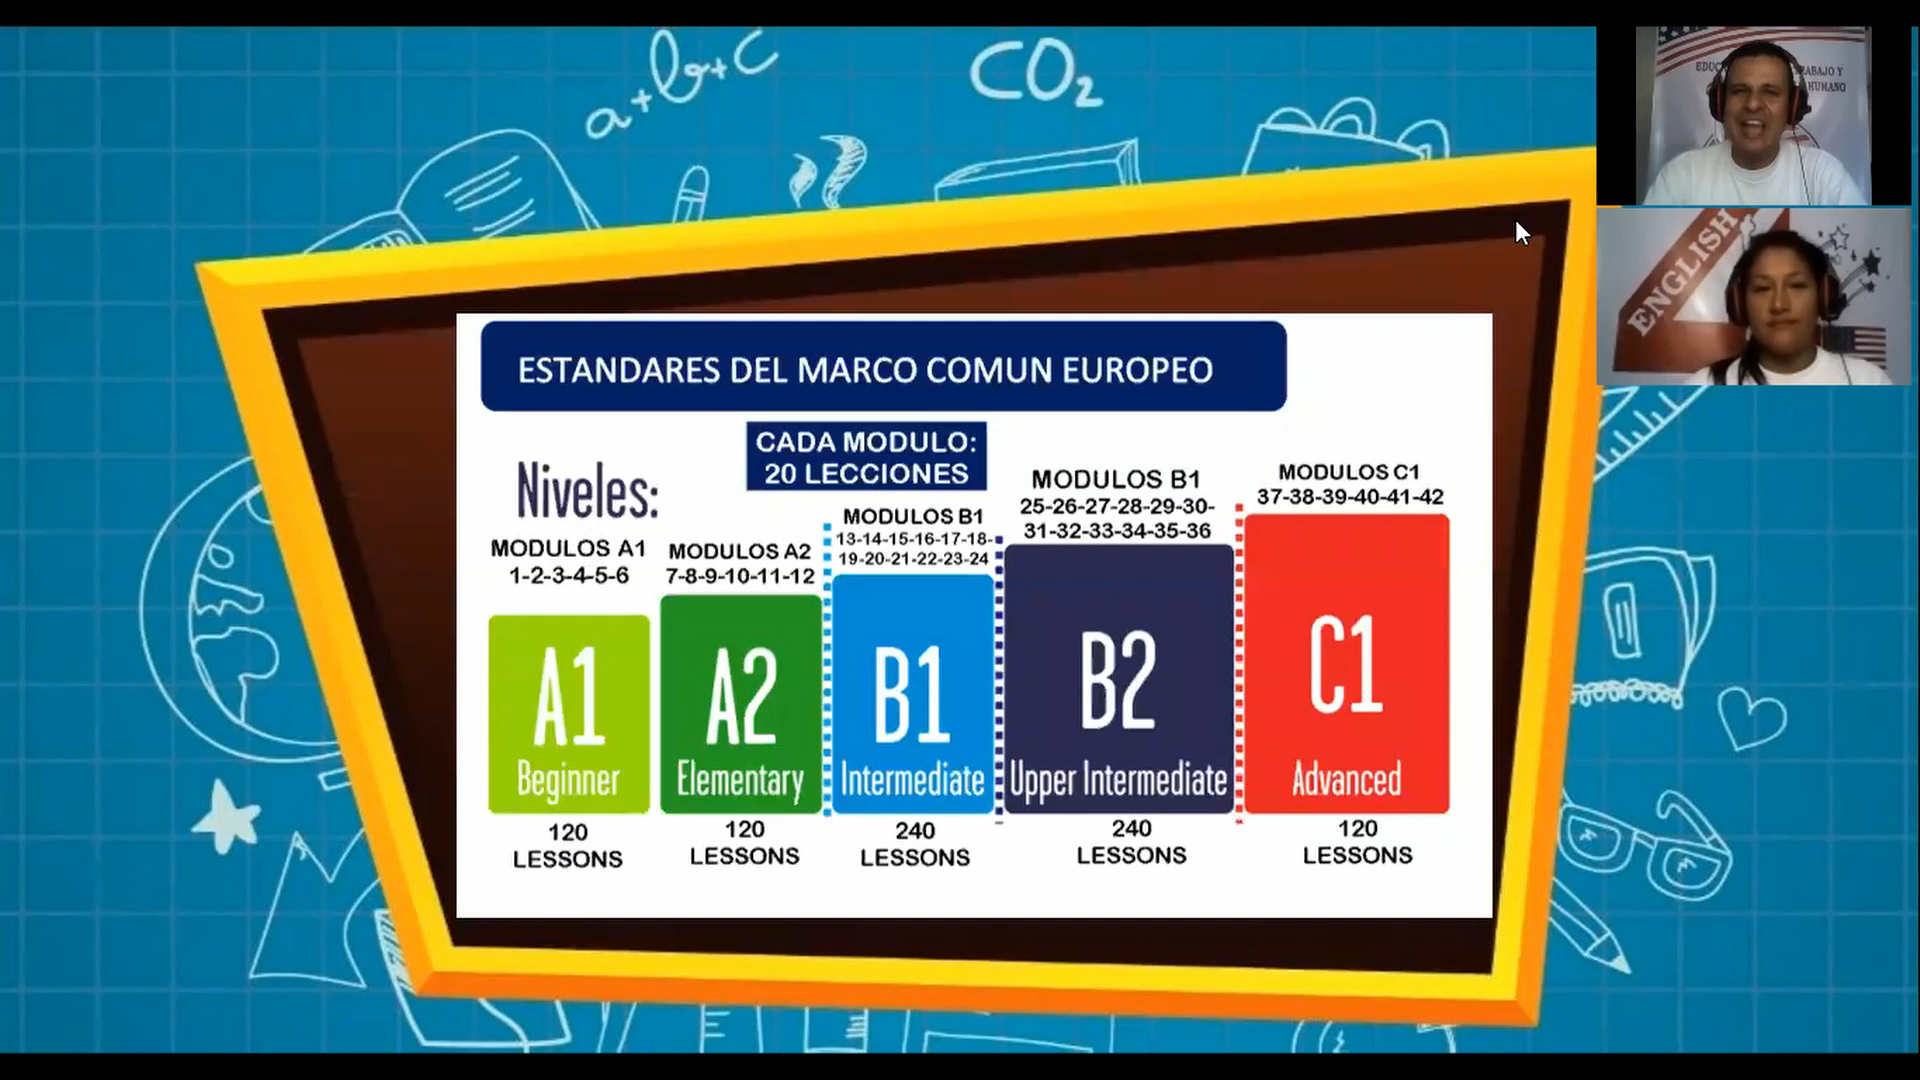 a+b+c
CO2
EDUC
RABAJO Y
HUMANO
ENGLISH
ESTANDARES DEL MARCO COMUN EUROPEO
CADA MODULO:
20 LECCIONES
Niveles:
MODULOS A1
1-2-3-4-5-6
MODULOS A2
7-8-9-10-11-12
MODULOS B1
13-14-15-16-17-18-
19-20-21-22-23-24
MODULOS B1
25-26-27-28-29-30-
31-32-33-34-35-36
MODULOS C1
37-38-39-40-41-42
A1
Beginner
A2
Elementary
B1
Intermediate
B2
Upper Intermediate
C1
Advanced
120
LESSONS
120
LESSONS
240
LESSONS
240
LESSONS
120
LESSONS